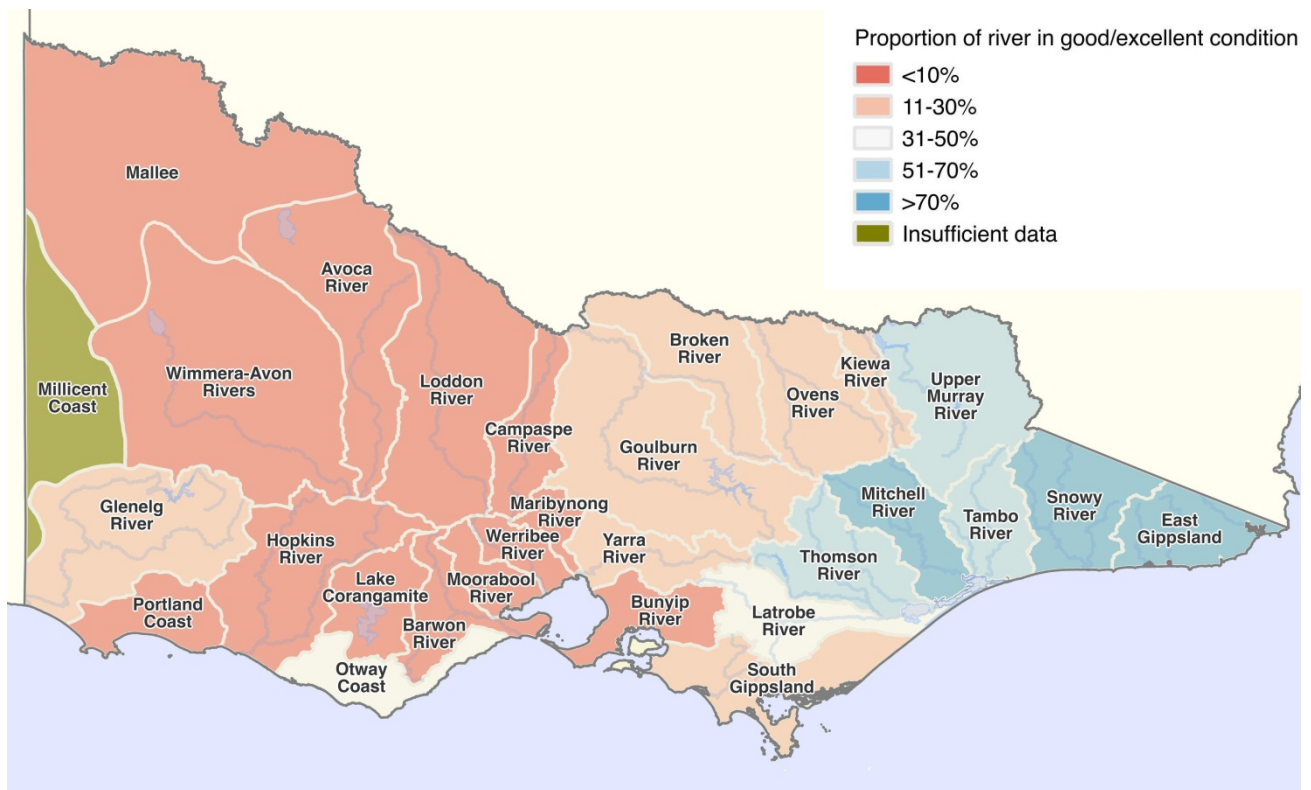 Proportion of river in good/excellent condition
<10%
11-30%
31-50%
51-70%
>70%
Insufficient data
Mallee
Avoca
River
Millicent
Coast
Wimmera-Avon
Rivers
Loddon
River
Campaspe
River
Broken
River
Ovens
River
Kiewa
River
Upper
Murray
River
Goulburn
River
Glenelg
River
Hopkins
River
Maribynong
River
Werribee
River
Yarra
River
Mitchell
River
Tambo
River
Snowy
River
East
Gippsland
Thomson
River
Portland
Coast
Lake
Corangamite
Moorabool
River
Barwon
River
Bunyip
River
Latrobe
River
Otway
Coast
South
Gippsland